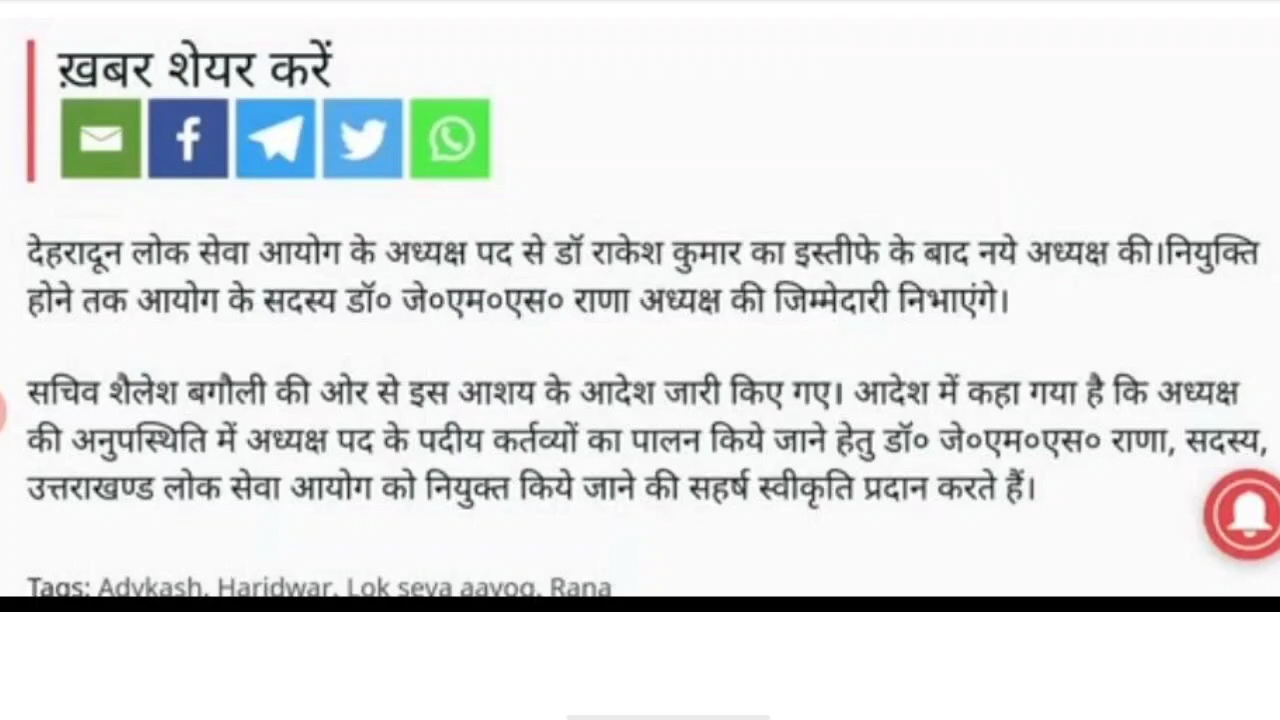 ख़बर शेयर करें
देहरादून लोक सेवा आयोग के अध्यक्ष पद से डॉ राकेश कुमार का इस्तीफे के बाद नये अध्यक्ष की।नियुक्ति
होने तक आयोग के सदस्य डॉ० जे०एम०एस० राणा अध्यक्ष की जिम्मेदारी निभाएंगे।
सचिव शैलेश बगौली की ओर से इस आशय के आदेश जारी किए गए। आदेश में कहा गया है कि अध्यक्ष
की अनुपस्थिति में अध्यक्ष पद के पदीय कर्तव्यों का पालन किये जाने हेतु डॉ० जे०एम०एस० राणा, सदस्य,
उत्तराखण्ड लोक सेवा आयोग को नियुक्त किये जाने की सहर्ष स्वीकृति प्रदान करते हैं।
Tags: Adykash, Haridwar, Lok seva aayog, Rana